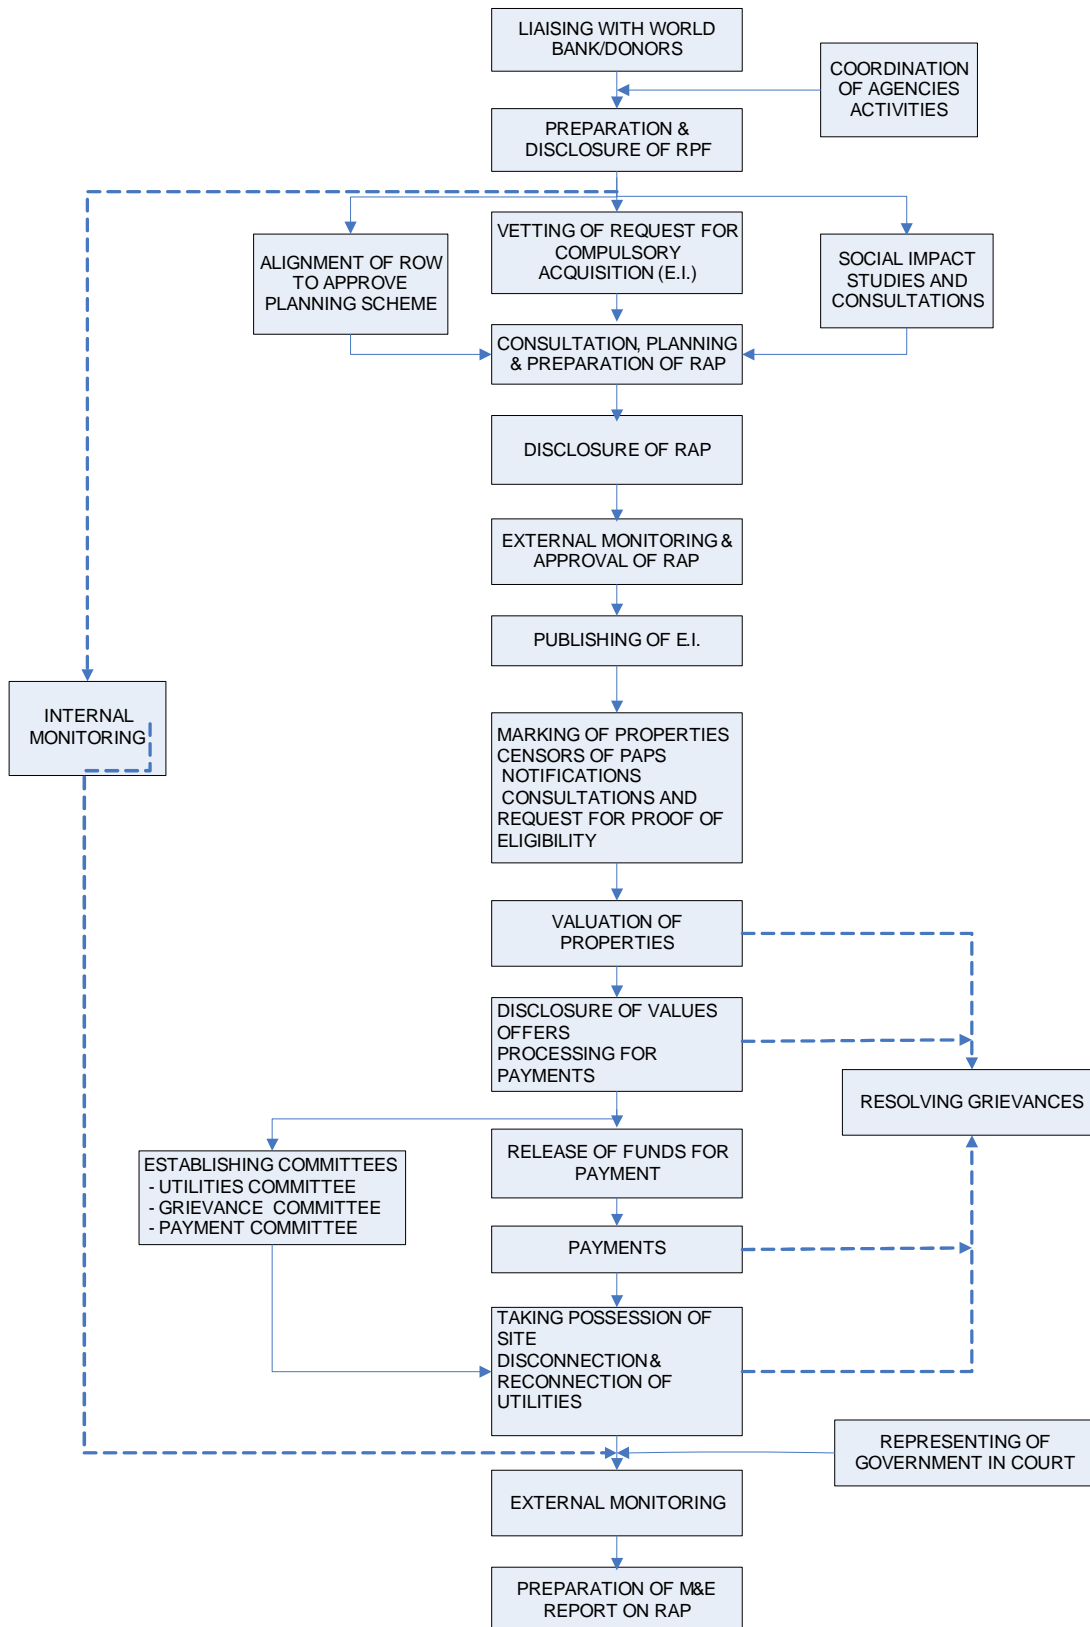 LIAISING WITH WORLD
BANK/DONORS
COORDINATION
OF AGENCIES
ACTIVITIES
PREPARATION &
DISCLOSURE OF RPF
ALIGNMENT OF ROW
TO APPROVE
PLANNING SCHEME
VETTING OF REQUEST FOR
COMPULSORY
ACQUISITION (E.I.)
SOCIAL IMPACT
STUDIES AND
CONSULTATIONS
CONSULTATION, PLANNING
& PREPARATION OF RAP
DISCLOSURE OF RAP
EXTERNAL MONITORING &
APPROVAL OF RAP
PUBLISHING OF E.I.
INTERNAL
MONITORING
MARKING OF PROPERTIES
CENSORS OF PAPS
NOTIFICATIONS
CONSULTATIONS AND
REQUEST FOR PROOF OF
ELIGIBILITY
VALUATION OF
PROPERTIES
DISCLOSURE OF VALUES
OFFERS
PROCESSING FOR
PAYMENTS
RESOLVING GRIEVANCES
ESTABLISHING COMMITTEES
- UTILITIES COMMITTEE
- GRIEVANCE COMMITTEE
- PAYMENT COMMITTEE
RELEASE OF FUNDS FOR
PAYMENT
PAYMENTS
TAKING POSSESSION OF
SITE
DISCONNECTION &
RECONNECTION OF
UTILITIES
REPRESENTING OF
GOVERNMENT IN COURT
EXTERNAL MONITORING
PREPARATION OF M&E
REPORT ON RAP